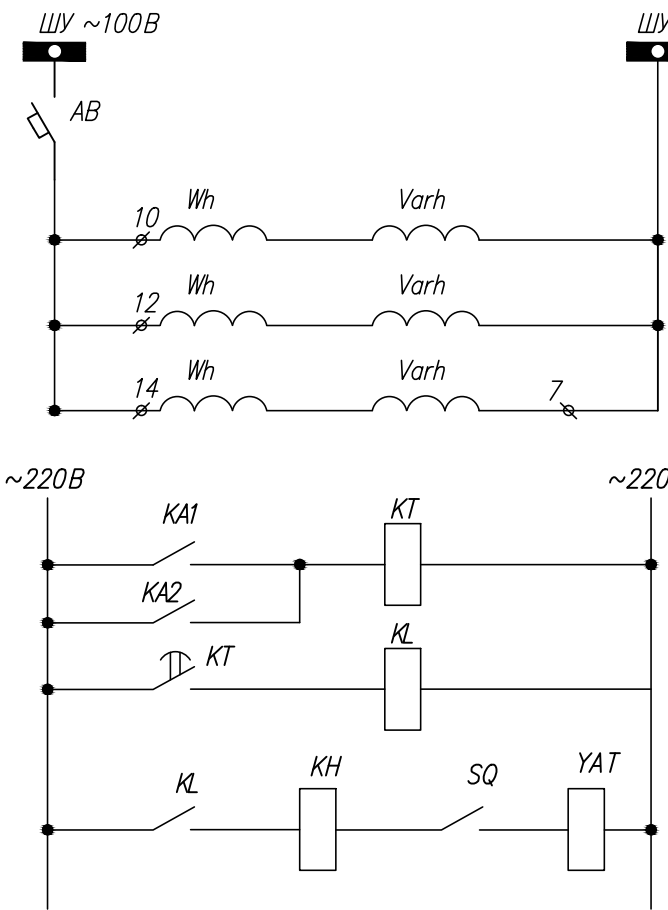 ШУ ~100В ШУ
АВ
Wh Varh
10
Wh Varh
12
Wh Varh
14 7
~220В ~220
KA1 KT
KA2
KT KL
KL KH SQ YAT